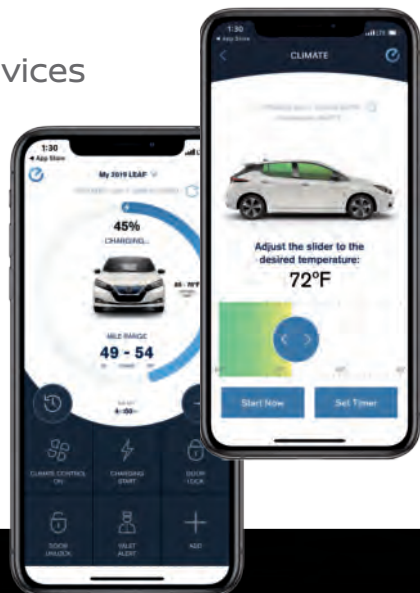 vices
1:30
App Store
My 2019 LEAF
45%
CHARGING...
MILE RANGE
49 - 54
CLIMATE CONTROL
ON
CHARGING
START
DOOR
LOCK
DOOR
UNLOCK
VALET
ALERT
ADD
1:30
App Store
LTE
CLIMATE
Adjust the slider to the
desired temperature:
72°F
Start Now
Set Timer